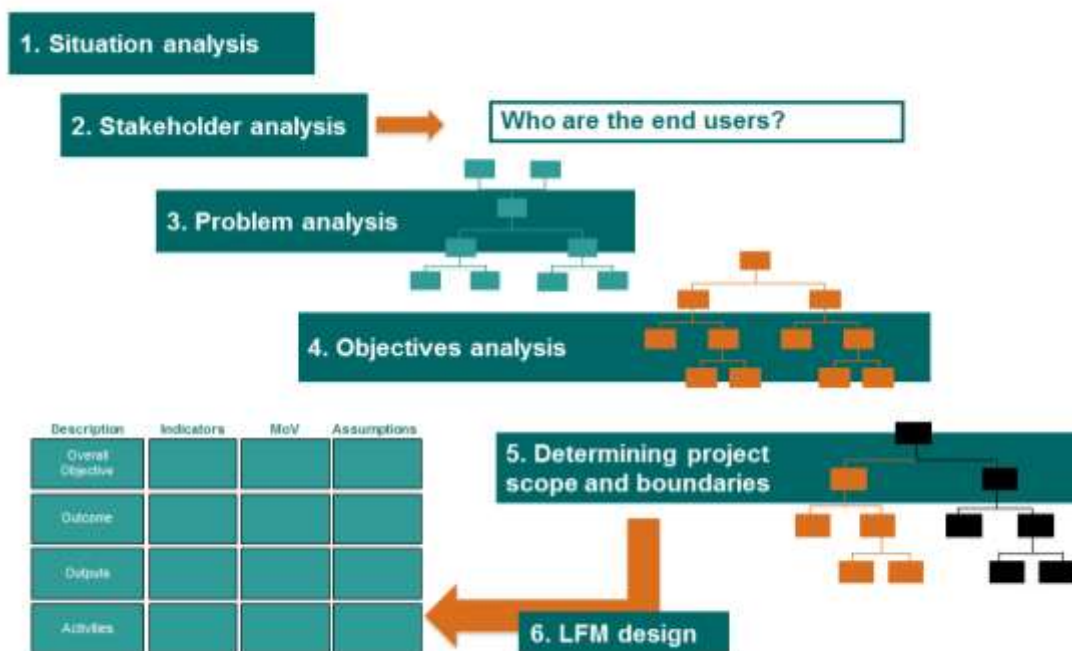 1. Situation analysis
2. Stakeholder analysis
Who are the end users?
3. Problem analysis
4. Objectives analysis
Description Indicators MoV Assumptions
Overall
Objective
Outcome
Outputs
Activities
5. Determining project
scope and boundaries
6. LFM design